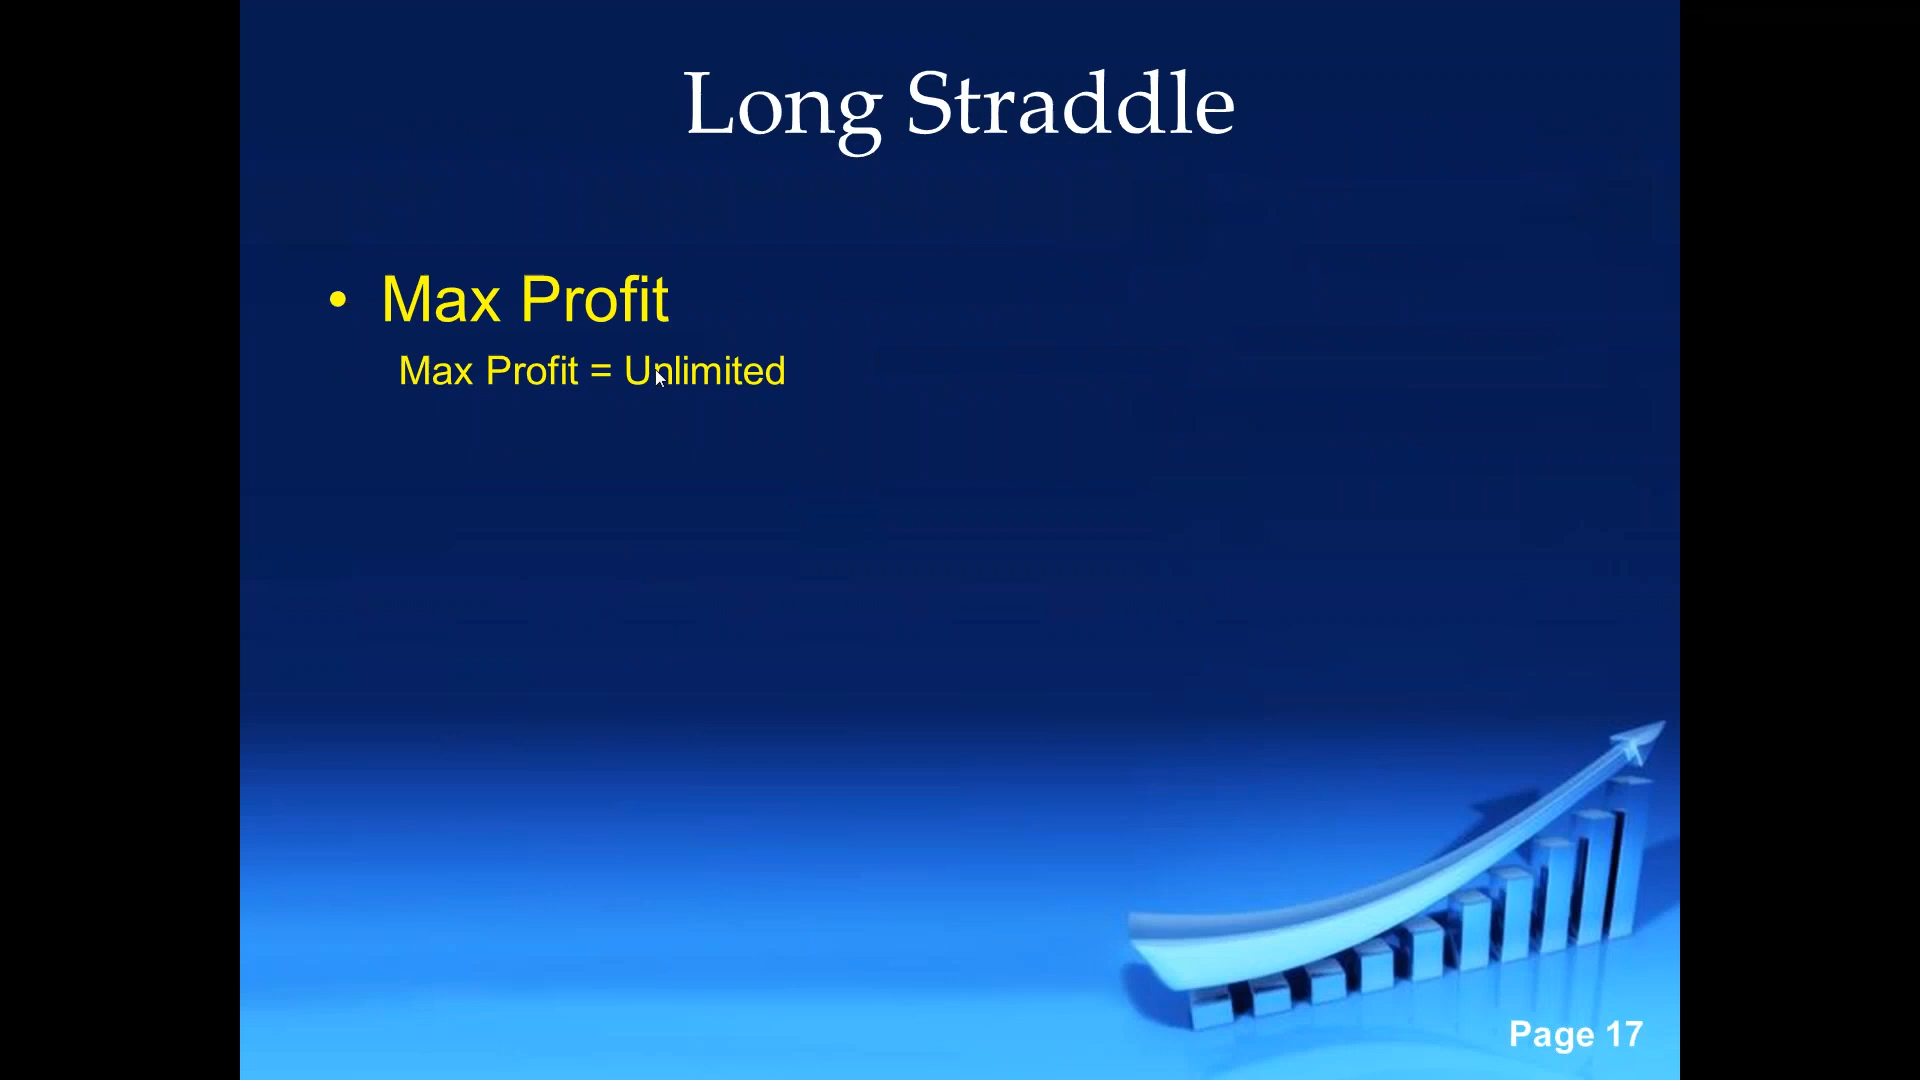 Long Straddle
• Max Profit
Max Profit = Unlimited
Page 17